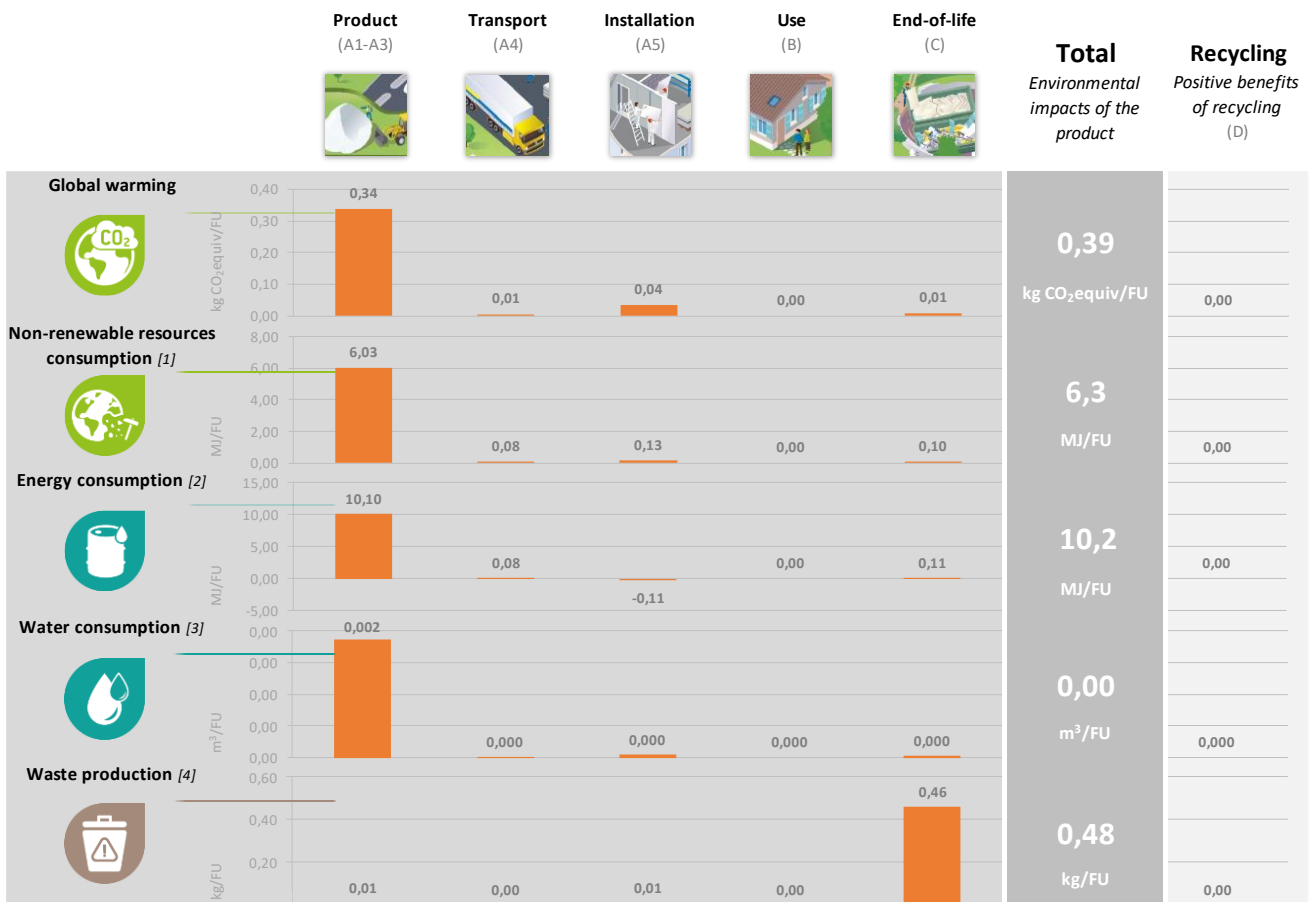 Product
(A1-A3)
Transport
(A4)
Installation
(A5)
Use
(B)
End-of-life
(C)
Total
Environmental
impacts of the
product
Recycling
Positive benefits
of recycling
(D)
Global warming
CO₂
kg CO₂equiv/FU
0,40
0,30
0,20
0,10
0,00
0,34
0,01
0,04
0,00
0,01
0,39
kg CO₂equiv/FU
0,00
Non-renewable resources
consumption [1]
MJ/FU
8,00
6,00
4,00
2,00
0,00
6,03
0,08
0,13
0,00
0,10
6,3
MJ/FU
0,00
Energy consumption [2]
MJ/FU
15,00
10,00
5,00
0,00
-5,00
10,10
0,08
-0,11
0,00
0,11
10,2
MJ/FU
0,00
Water consumption [3]
m³/FU
0,00
0,00
0,00
0,00
0,00
0,002
0,000
0,000
0,000
0,000
0,00
m³/FU
0,000
Waste production [4]
kg/FU
0,60
0,40
0,20
0,01
0,00
0,01
0,00
0,46
0,48
kg/FU
0,00